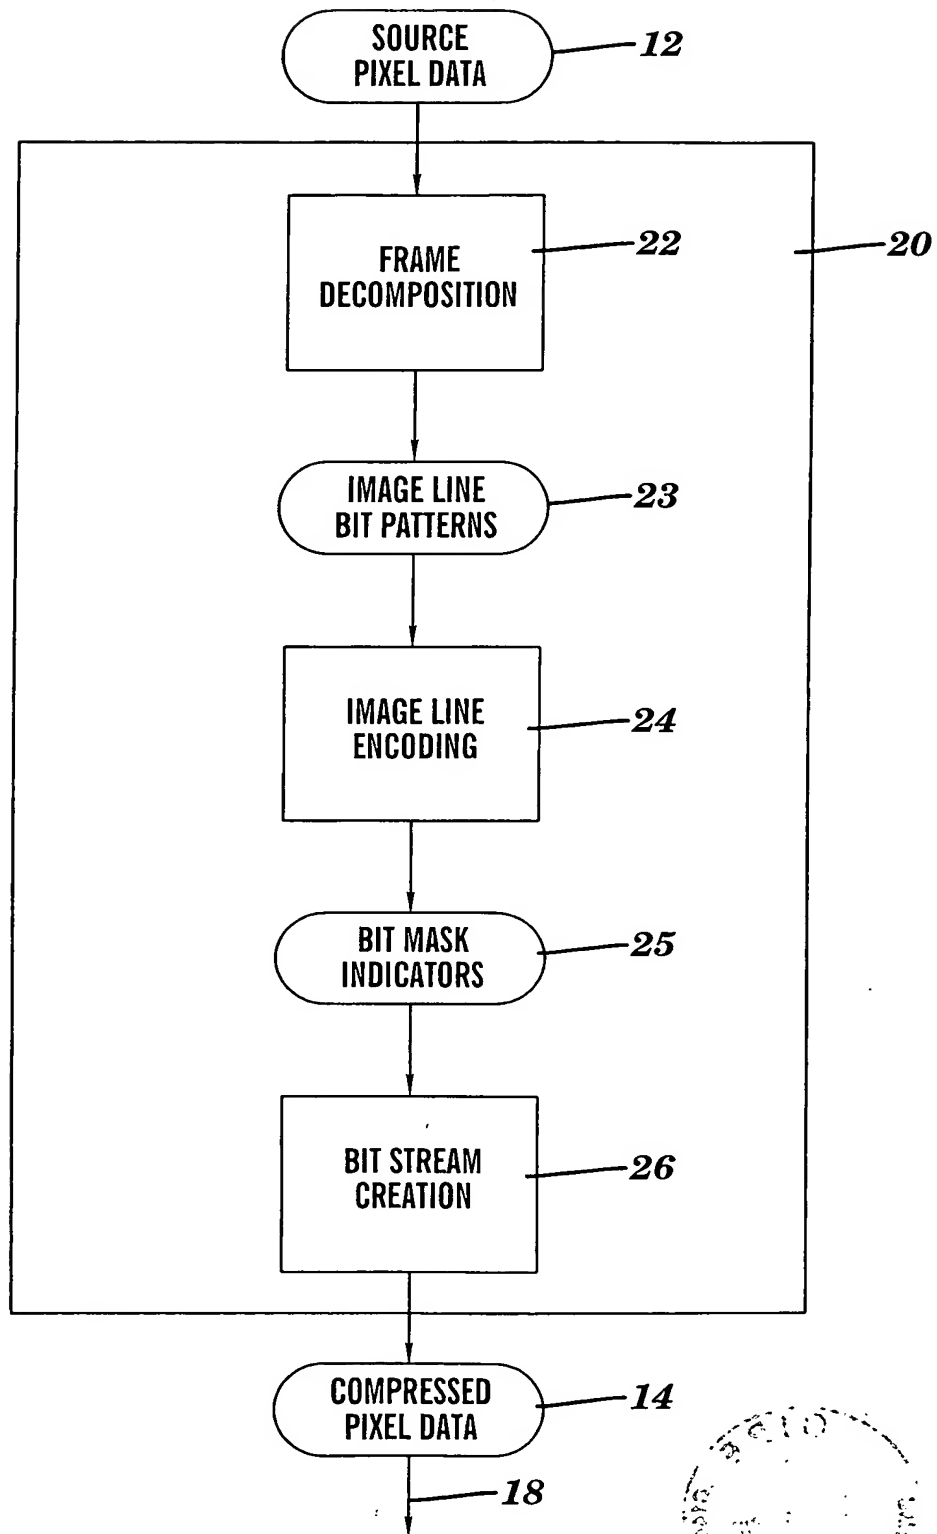 SOURCE
PIXEL DATA
12
20
FRAME
DECOMPOSITION
22
IMAGE LINE
BIT PATTERNS
23
IMAGE LINE
ENCODING
24
BIT MASK
INDICATORS
25
BIT STREAM
CREATION
26
COMPRESSED
PIXEL DATA
14
18